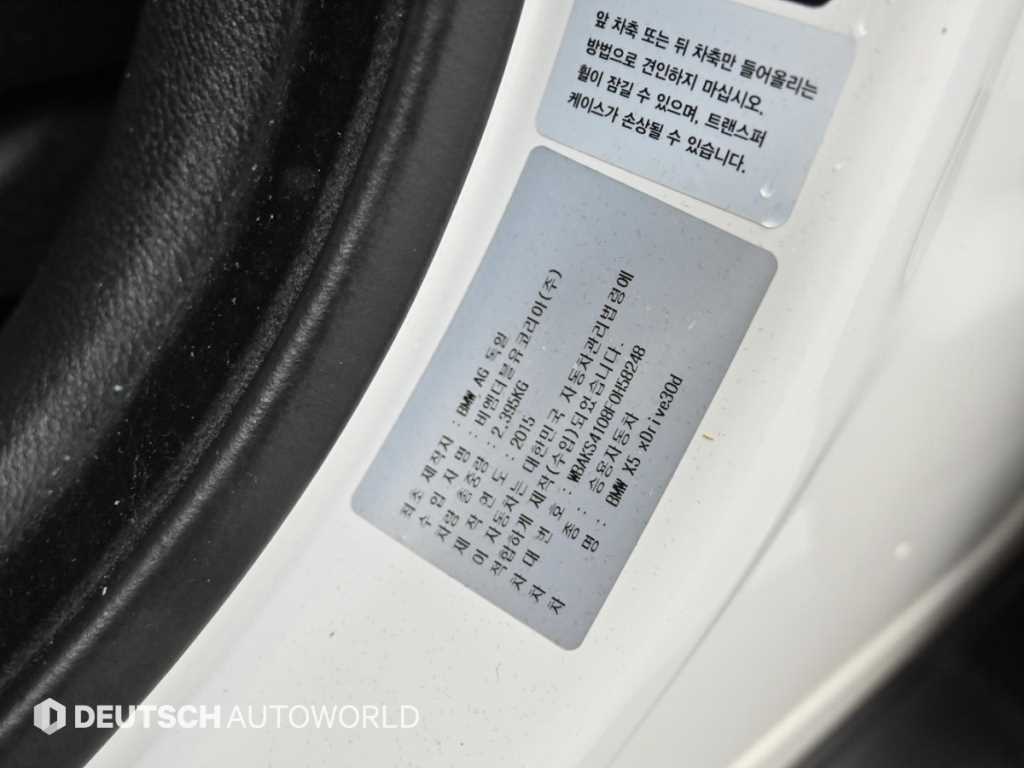 앞 차축 또는 뒤 차축만 들어올리는
방법으로 견인하지 마십시오.
휠이 잠길 수 있으며, 트랜스퍼
케이스가 손상될 수 있습니다.
최초 제작자 : BMW AG 독일
수 입 자 명 : 비엠더블유코리아(주)
차량 총중량 : 2,395KG
제 작 연 도 : 2015
이 자동차는 대한민국 자동차관리법령에
적합하게 제작(수입)되었습니다.
차 대 번 호 : WBAKS4108F0H58248
차 종 : 승용자동차
차 명 : BMW X5 xDrive30d
DEUTSCH AUTOWORLD